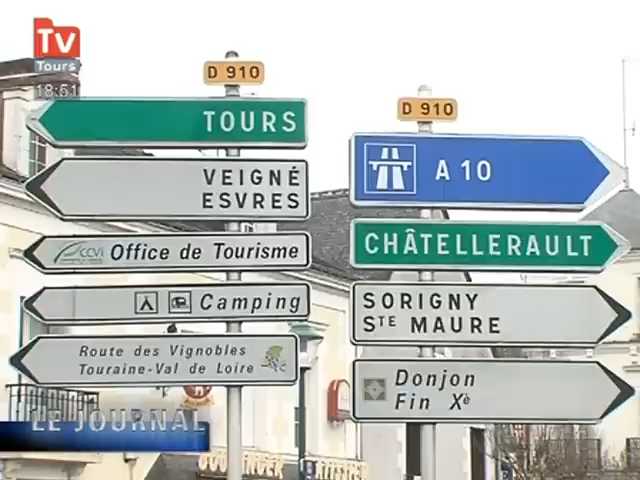 Tv
Tours
18:51
D 910
TOURS
VEIGNÉ
ESVRES
CCVI
Office de Tourisme
Camping
Route des Vignobles
Touraine-Val de Loire
D 910
A 10
CHÂTELLERAULT
SORIGNY
STE MAURE
Donjon
Fin Xè
LE JOURNAL